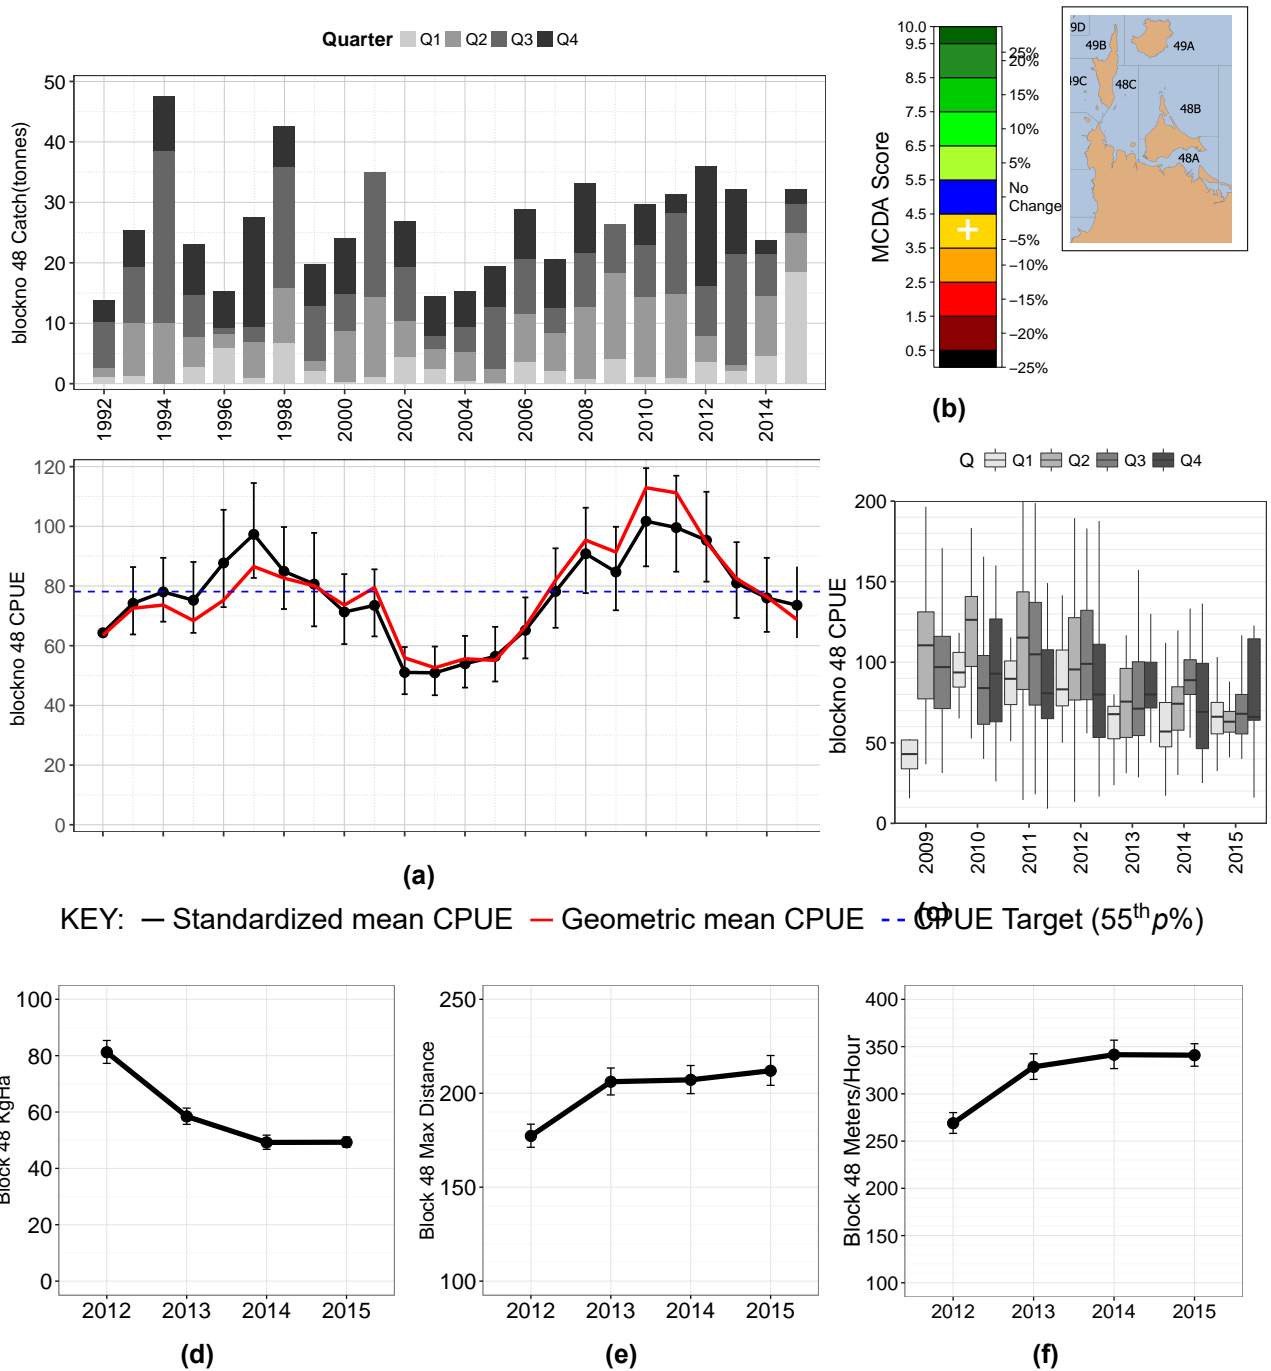 Quarter Q1 Q2 Q3 Q4
blockno 48 Catch(tonnes)
50
40
30
20
10
0
1992 1994 1996 1998 2000 2002 2004 2006 2008 2010 2012 2014
blockno 48 CPUE
120
100
80
60
40
20
0
(a)
MCDA Score
10.0
9.5
8.5
7.5
6.5
5.5
4.5
3.5
2.5
1.5
0.5
25%
20%
15%
10%
5%
No
Change
−5%
−10%
−15%
−20%
−25%
(b)
9D
49B
49A
49C
48C
48B
48A
Q Q1 Q2 Q3 Q4
blockno 48 CPUE
200
150
100
50
0
2009 2010 2011 2012 2013 2014 2015
(c)
KEY: Standardized mean CPUE Geometric mean CPUE CPUE Target (55th p%)
Block 48 KgHa
100
80
60
40
20
0
2012 2013 2014 2015
(d)
Block 48 Max Distance
250
200
150
100
2012 2013 2014 2015
(e)
Block 48 Meters/Hour
400
350
300
250
200
150
100
2012 2013 2014 2015
(f)